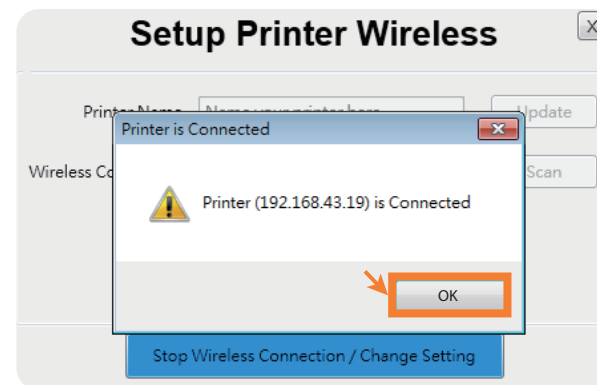 Setup Printer Wireless
X
Printer Name
Name your printer here
Update
Printer is Connected
Wireless Co
Scan
Printer (192.168.43.19) is Connected
OK
Stop Wireless Connection / Change Setting